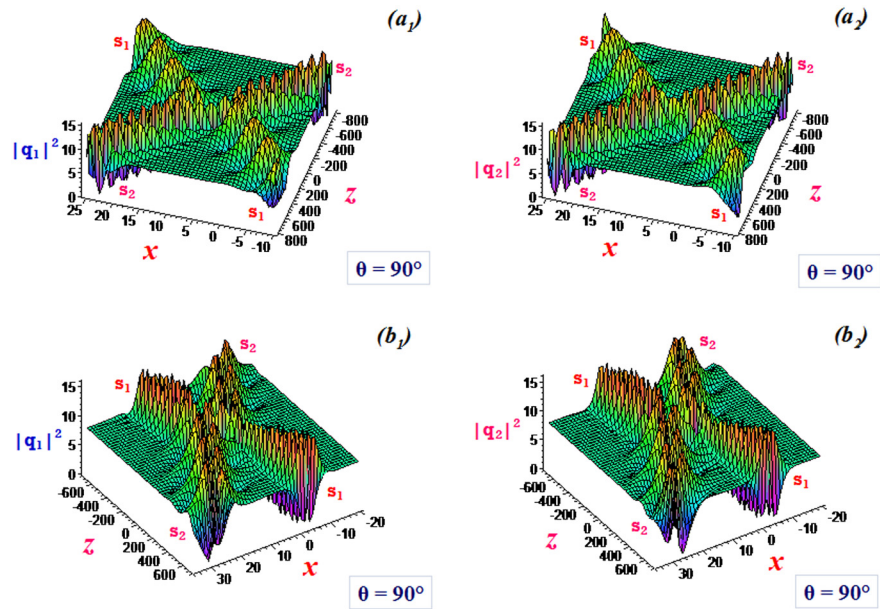 (a1) (a2)
s1 s1
s2 s2
15 15
|q1|² 10 |q2|² 10
5 5
0 0
-800 -800
-600 -600
-400 -400
-200 -200
0 0
200 200
400 400
600 600
800 800
z z
s2 s2
s1 s1
25 20 15 10 5 0 -5 -10 25 20 15 10 5 0 -5 -10
x x
θ = 90° θ = 90°
(b1) (b2)
s2 s2
s1 s1
15 15
|q1|² 10 |q2|² 10
5 5
0 0
-600 -600
-400 -400
-200 -200
0 0
200 200
400 400
600 600
z z
s1 s1
s2 s2
30 20 10 0 -10 -20 30 20 10 0 -10 -20
x x
θ = 90° θ = 90°